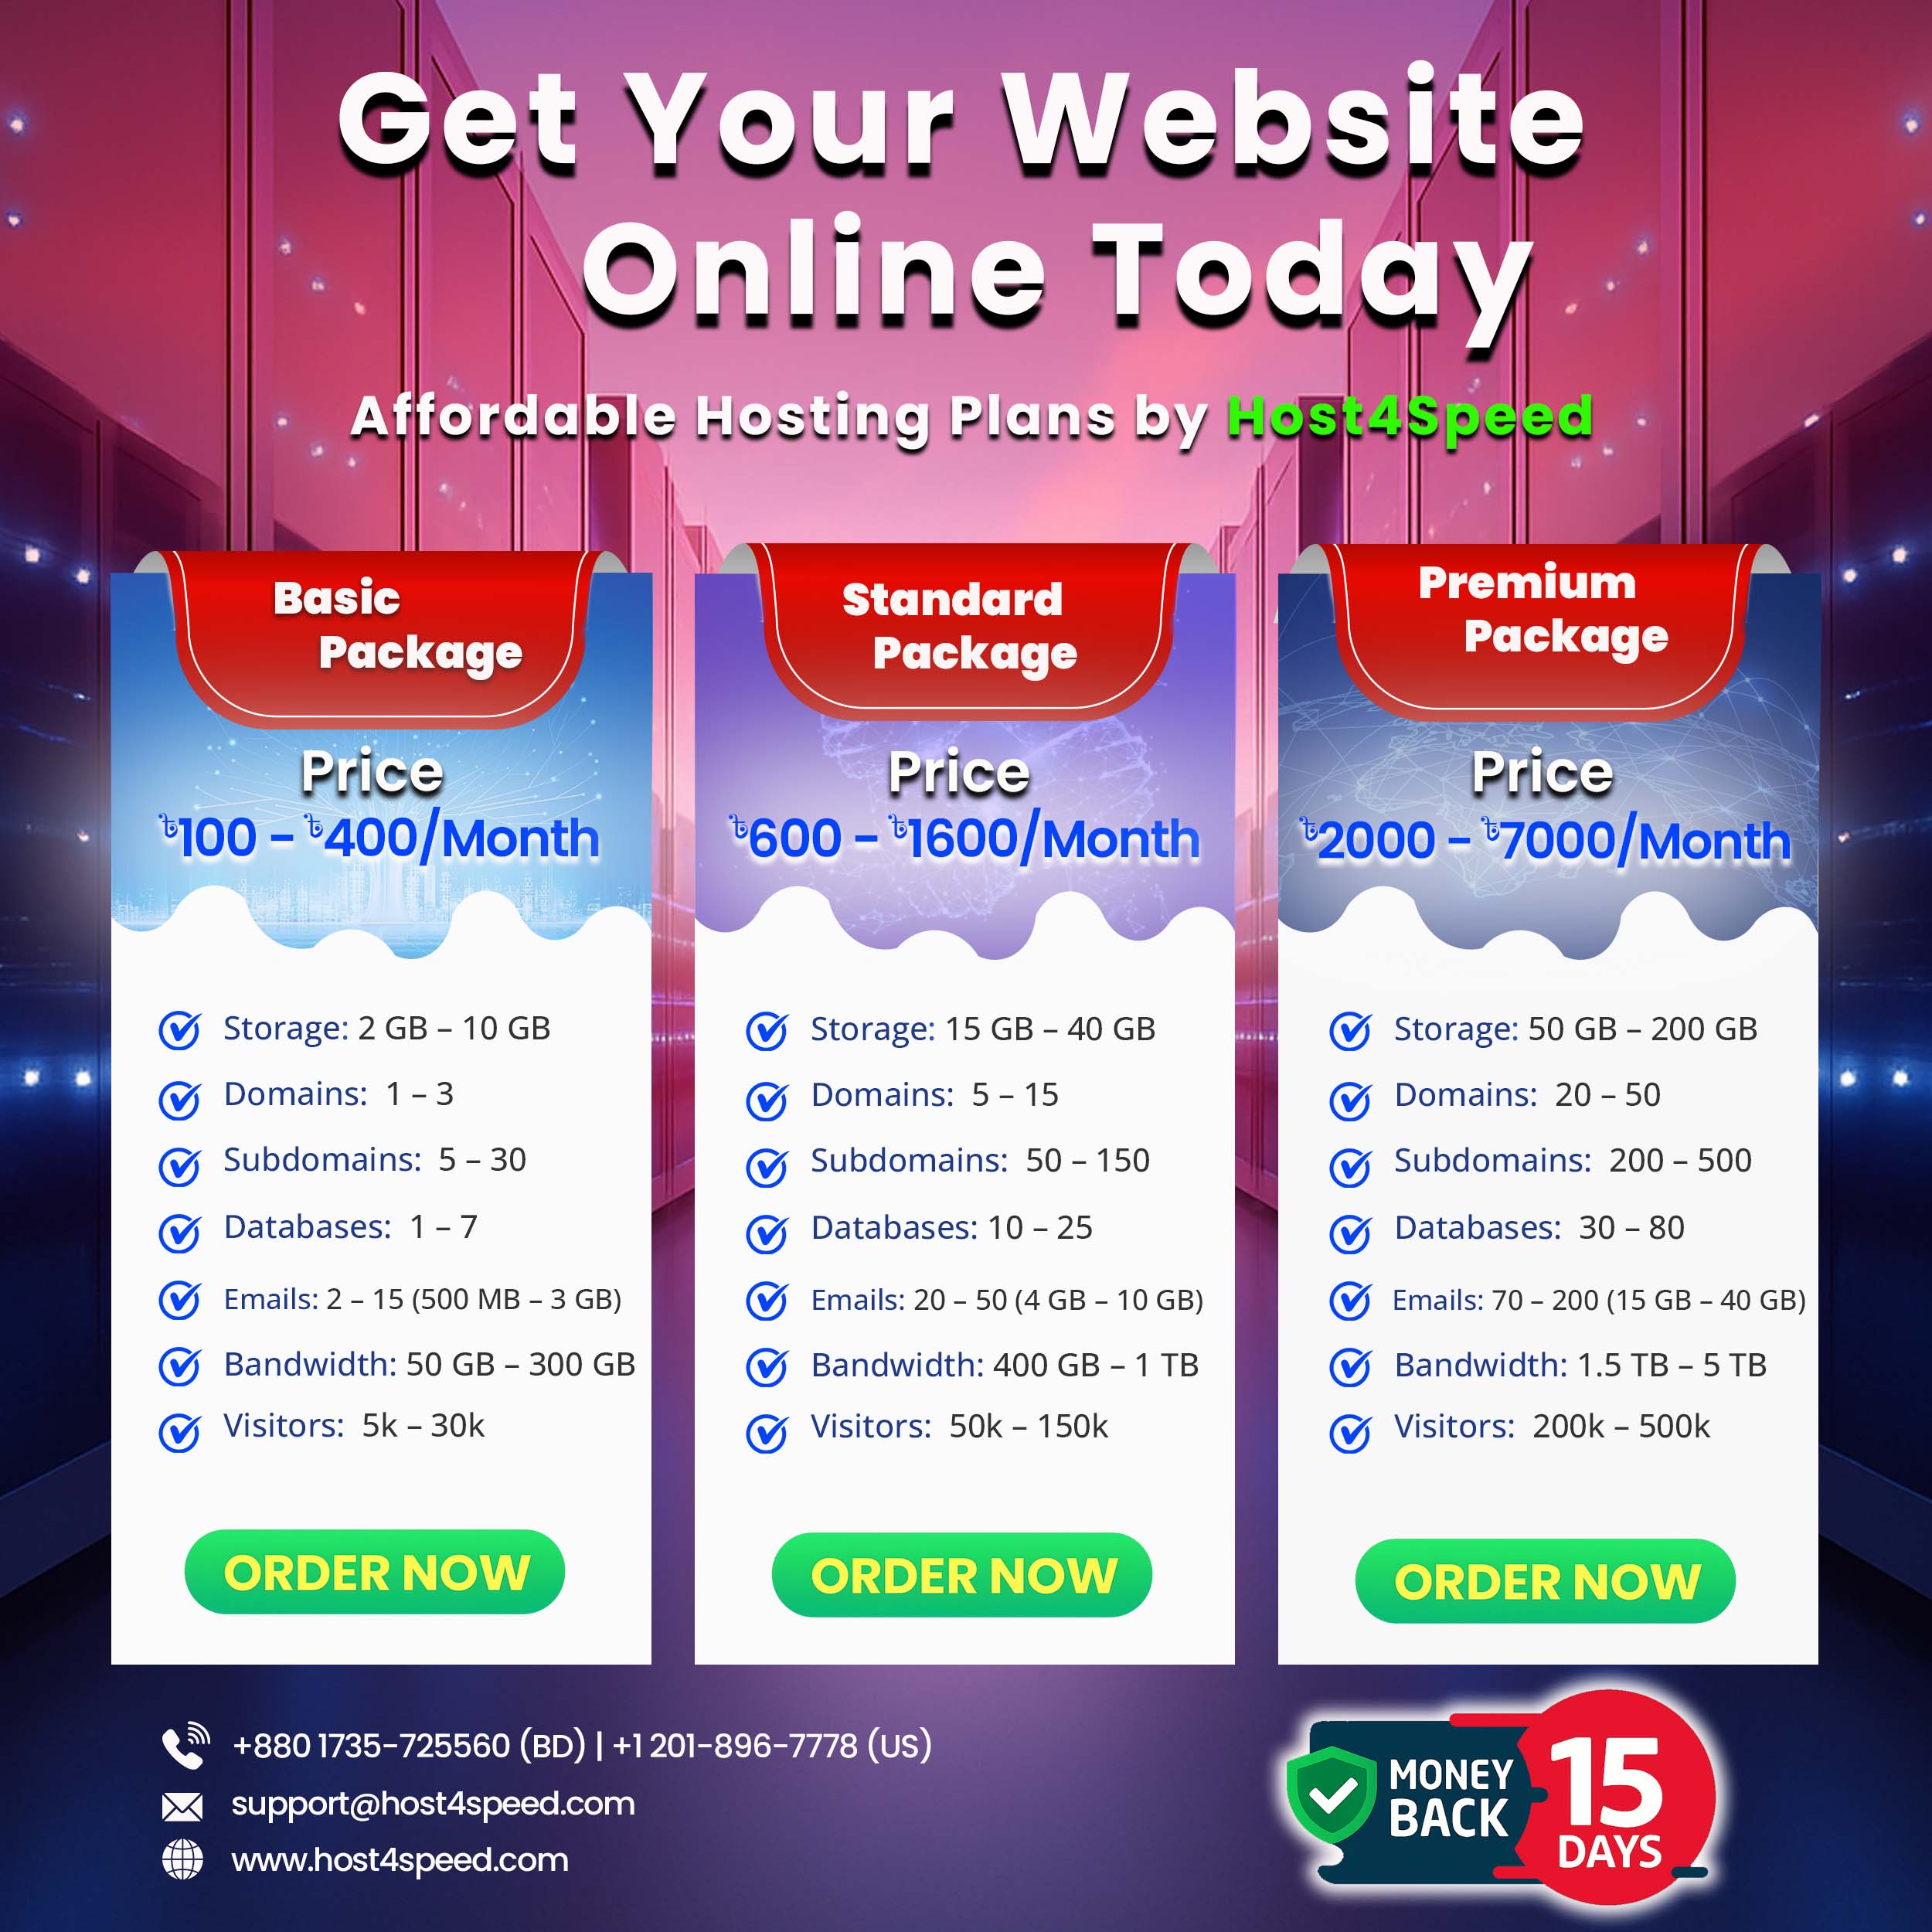 Get Your Website
Online Today
Affordable Hosting Plans by Host4Speed
Basic
Package
Price
৳100 – ৳400/Month
Storage: 2 GB – 10 GB
Domains: 1 – 3
Subdomains: 5 – 30
Databases: 1 – 7
Emails: 2 – 15 (500 MB – 3 GB)
Bandwidth: 50 GB – 300 GB
Visitors: 5k – 30k
ORDER NOW
Standard
Package
Price
৳600 – ৳1600/Month
Storage: 15 GB – 40 GB
Domains: 5 – 15
Subdomains: 50 – 150
Databases: 10 – 25
Emails: 20 – 50 (4 GB – 10 GB)
Bandwidth: 400 GB – 1 TB
Visitors: 50k – 150k
ORDER NOW
Premium
Package
Price
৳2000 – ৳7000/Month
Storage: 50 GB – 200 GB
Domains: 20 – 50
Subdomains: 200 – 500
Databases: 30 – 80
Emails: 70 – 200 (15 GB – 40 GB)
Bandwidth: 1.5 TB – 5 TB
Visitors: 200k – 500k
ORDER NOW
+880 1735-725560 (BD) | +1 201-896-7778 (US)
support@host4speed.com
www.host4speed.com
MONEY
BACK
15
DAYS